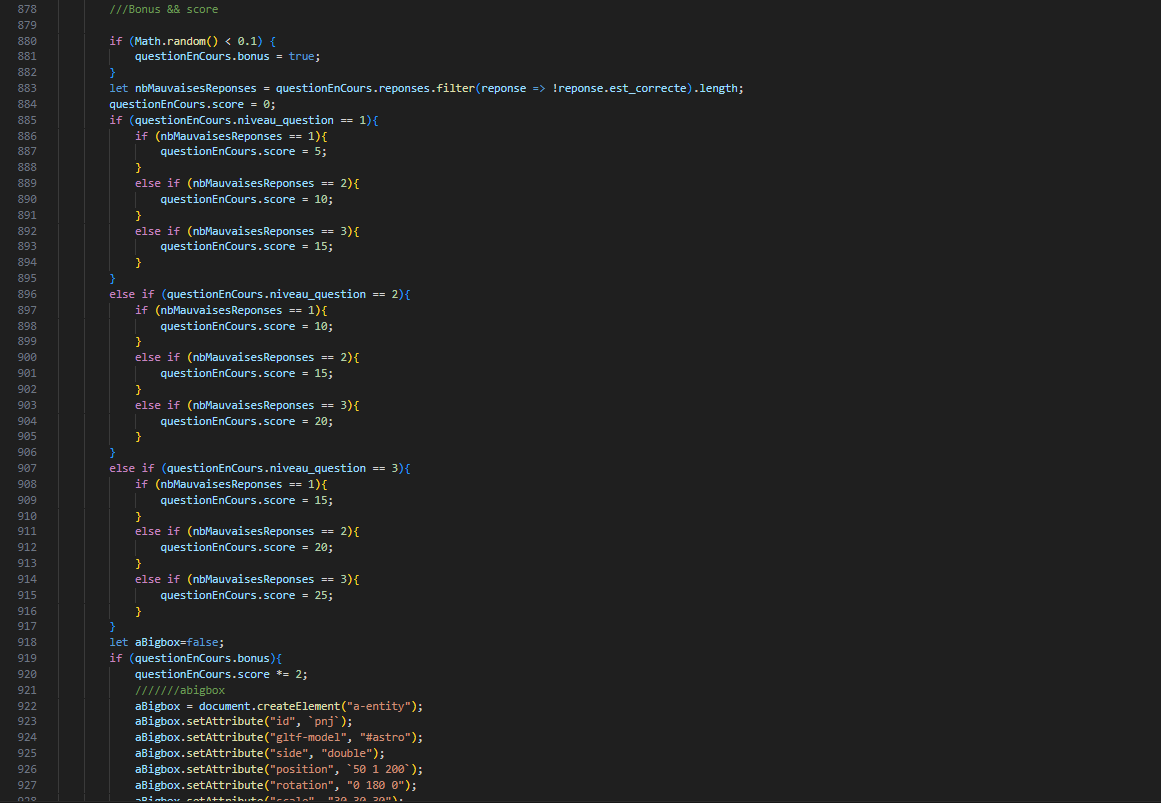 878 ///Bonus && score
879
880 if (Math.random() < 0.1) {
881 questionEnCours.bonus = true;
882 }
883 let nbMauvaisesReponses = questionEnCours.reponses.filter(reponse => !reponse.est_correcte).length;
884 questionEnCours.score = 0;
885 if (questionEnCours.niveau_question == 1){
886 if (nbMauvaisesReponses == 1){
887 questionEnCours.score = 5;
888 }
889 else if (nbMauvaisesReponses == 2){
890 questionEnCours.score = 10;
891 }
892 else if (nbMauvaisesReponses == 3){
893 questionEnCours.score = 15;
894 }
895 }
896 else if (questionEnCours.niveau_question == 2){
897 if (nbMauvaisesReponses == 1){
898 questionEnCours.score = 10;
899 }
900 else if (nbMauvaisesReponses == 2){
901 questionEnCours.score = 15;
902 }
903 else if (nbMauvaisesReponses == 3){
904 questionEnCours.score = 20;
905 }
906 }
907 else if (questionEnCours.niveau_question == 3){
908 if (nbMauvaisesReponses == 1){
909 questionEnCours.score = 15;
910 }
911 else if (nbMauvaisesReponses == 2){
912 questionEnCours.score = 20;
913 }
914 else if (nbMauvaisesReponses == 3){
915 questionEnCours.score = 25;
916 }
917 }
918 let aBigbox=false;
919 if (questionEnCours.bonus){
920 questionEnCours.score *= 2;
921 ///////abigbox
922 aBigbox = document.createElement("a-entity");
923 aBigbox.setAttribute("id", `pnj`);
924 aBigbox.setAttribute("gltf-model", "#astro");
925 aBigbox.setAttribute("side", "double");
926 aBigbox.setAttribute("position", `50 1 200`);
927 aBigbox.setAttribute("rotation", "0 180 0");
928 aBigbox.setAttribute("scale", "30 30 30");